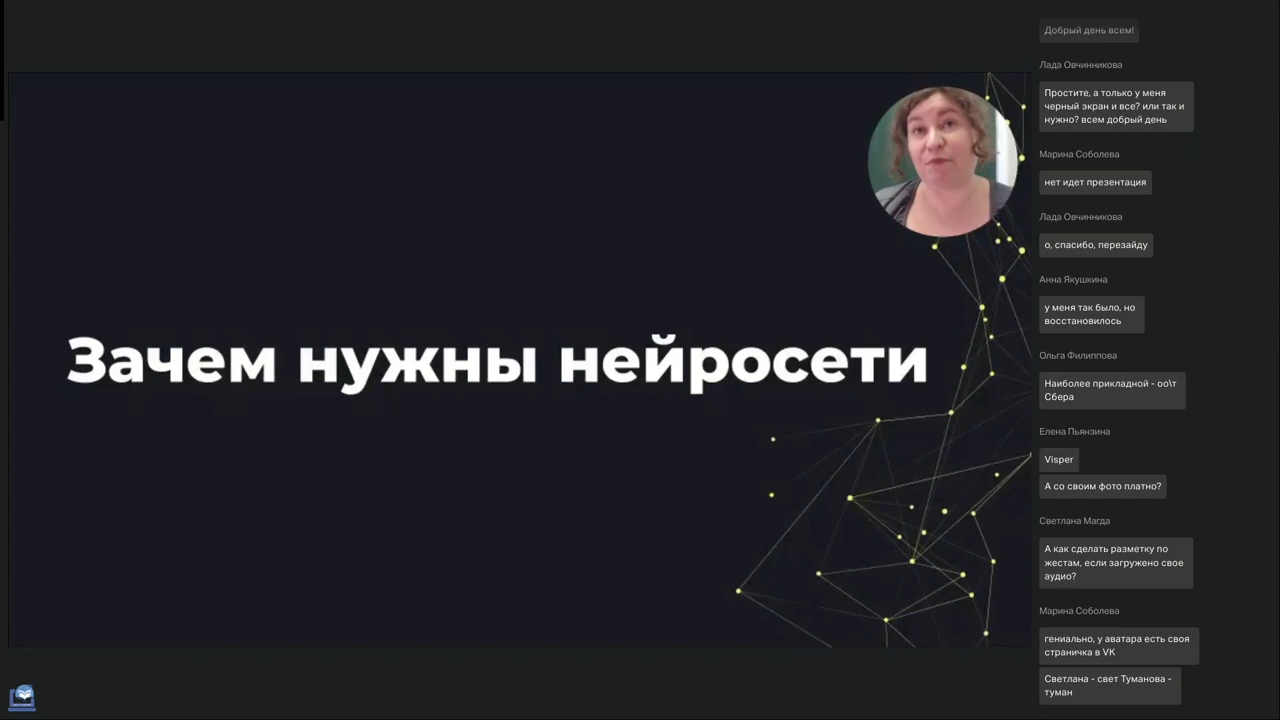 Зачем нужны нейросети
Добрый день всем!
Лада Овчинникова
Простите, а только у меня
черный экран и все? или так и
нужно? всем добрый день
Марина Соболева
нет идет презентация
Лада Овчинникова
о, спасибо, перезайду
Анна Якушкина
у меня так было, но
восстановилось
Ольга Филиппова
Наиболее прикладной - оо\т
Сбера
Елена Пьянзина
Visper
А со своим фото платно?
Светлана Магда
А как сделать разметку по
жестам, если загружено свое
аудио?
Марина Соболева
гениально, у аватара есть своя
страничка в VK
Светлана - свет Туманова -
туман